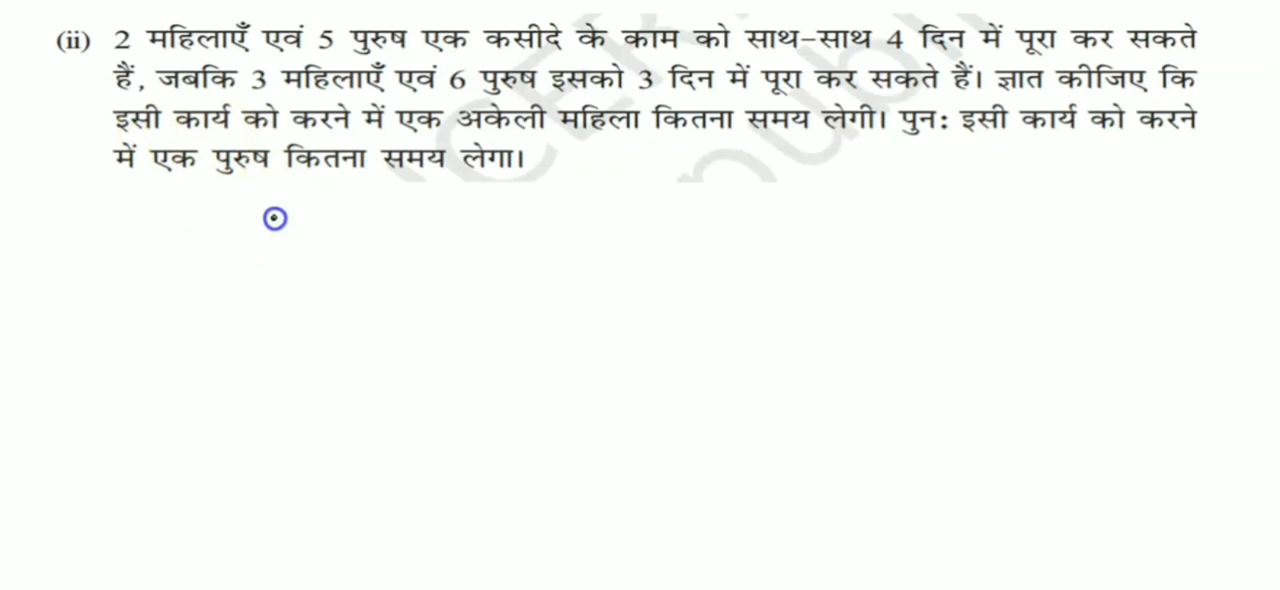 (ii) 2 महिलाएँ एवं 5 पुरुष एक कसीदे के काम को साथ-साथ 4 दिन में पूरा कर सकते
हैं, जबकि 3 महिलाएँ एवं 6 पुरुष इसको 3 दिन में पूरा कर सकते हैं। ज्ञात कीजिए कि
इसी कार्य को करने में एक अकेली महिला कितना समय लेगी। पुन: इसी कार्य को करने
में एक पुरुष कितना समय लेगा।